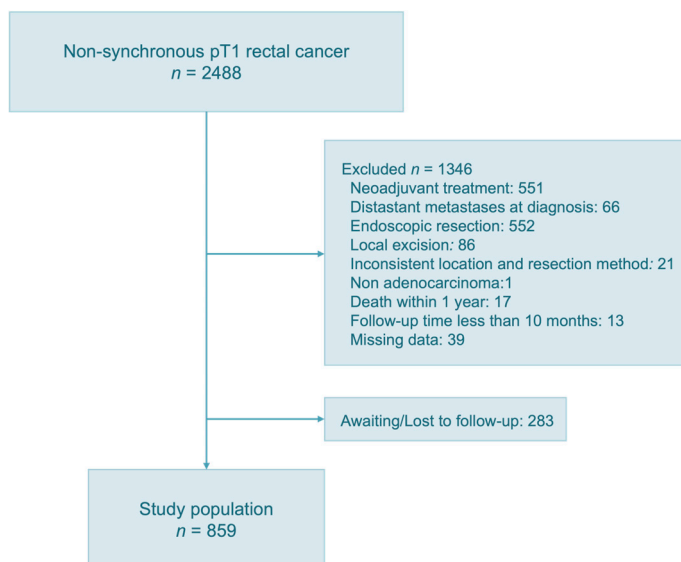 Non-synchronous pT1 rectal cancer
n = 2488
Excluded n = 1346
Neoadjuvant treatment: 551
Distastant metastases at diagnosis: 66
Endoscopic resection: 552
Local excision: 86
Inconsistent location and resection method: 21
Non adenocarcinoma:1
Death within 1 year: 17
Follow-up time less than 10 months: 13
Missing data: 39
Awaiting/Lost to follow-up: 283
Study population
n = 859